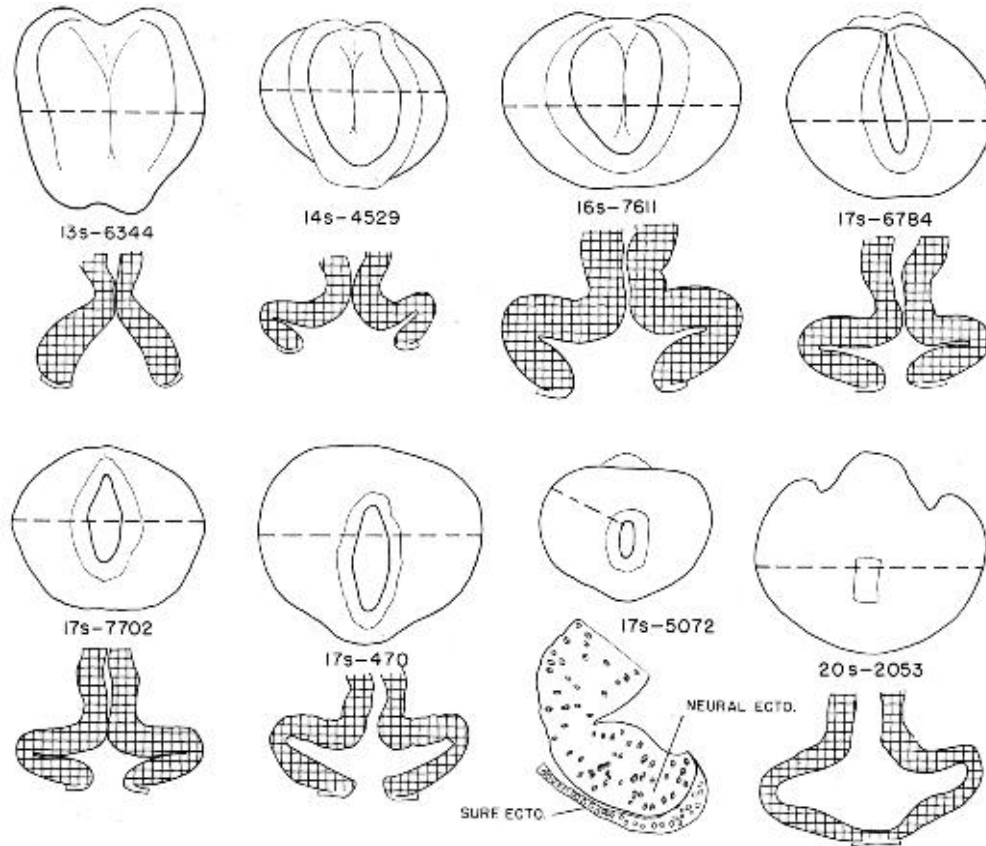 13s-6344
14s-4529
16s-7611
17s-6784
17s-7702
17s-470
17s-5072
20s-2053
NEURAL ECTO.
SURF ECTO.